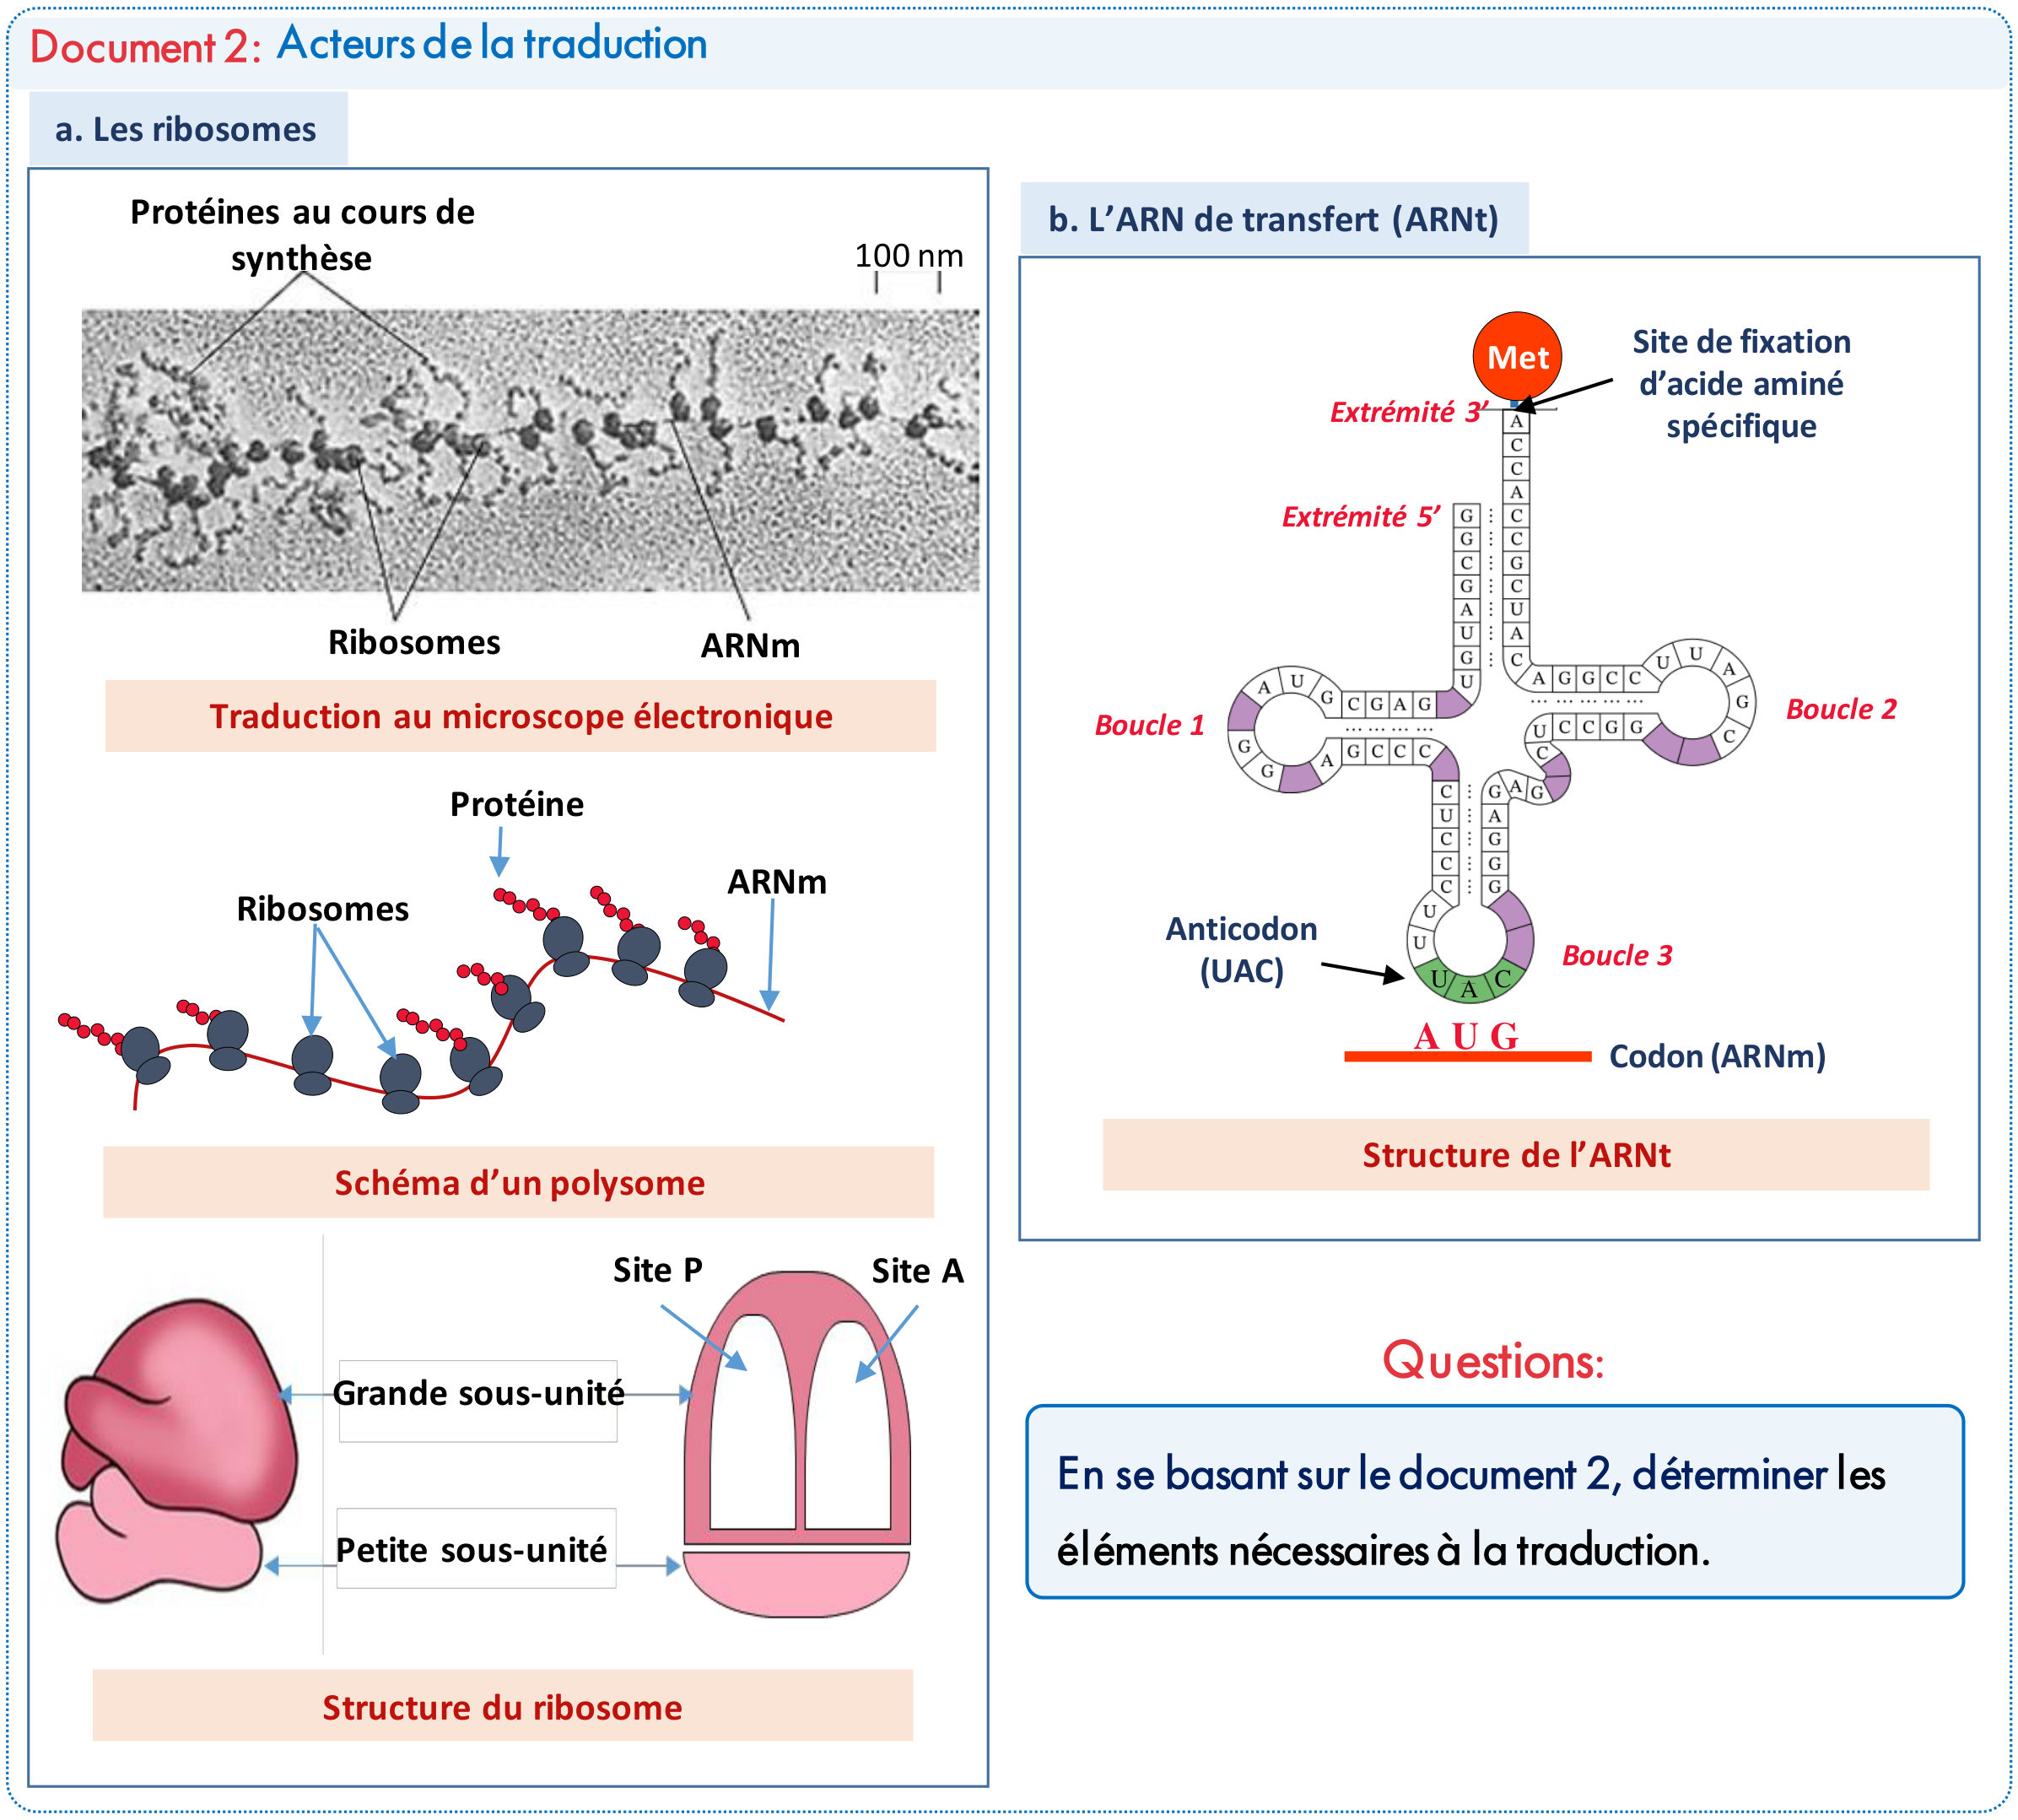 Document 2: Acteurs de la traduction
a. Les ribosomes
Protéines au cours de
synthèse
100 nm
Ribosomes
ARNm
Traduction au microscope électronique
Protéine
ARNm
Ribosomes
Schéma d’un polysome
Site P
Site A
Grande sous-unité
Petite sous-unité
Structure du ribosome
b. L’ARN de transfert (ARNt)
Met
Site de fixation
d’acide aminé
spécifique
Extrémité 3’
A
C
C
A
C
C
G
C
U
A
C
Extrémité 5’
G
G
C
G
A
U
G
U
A G G C C
U U A G C
U C C G G
C
Boucle 2
G C G A G
A U
G G A
G C C C
Boucle 1
C
U
C
C
C
G A G
A
G
G
G
U
U
U A C
Anticodon
(UAC)
Boucle 3
A U G
Codon (ARNm)
Structure de l’ARNt
Questions:
En se basant sur le document 2, déterminer les
éléments nécessaires à la traduction.